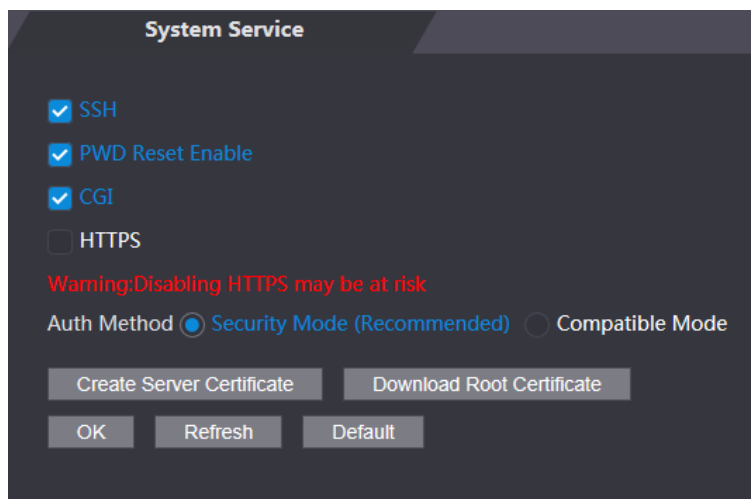 System Service
SSH
PWD Reset Enable
CGI
HTTPS
Warning:Disabling HTTPS may be at risk
Auth Method Security Mode (Recommended) Compatible Mode
Create Server Certificate Download Root Certificate
OK Refresh Default